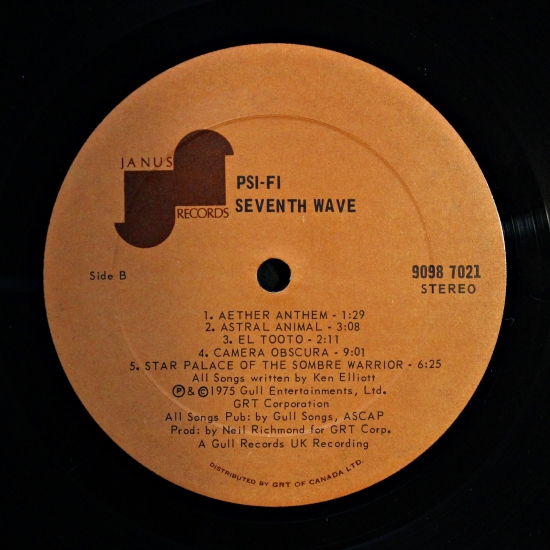 JANUS
RECORDS
PSI-FI
SEVENTH WAVE
Side B
9098 7021
STEREO
1. AETHER ANTHEM - 1:29
2. ASTRAL ANIMAL - 3:08
3. EL TOOTO - 2:11
4. CAMERA OBSCURA - 9:01
5. STAR PALACE OF THE SOMBRE WARRIOR - 6:25
All Songs written by Ken Elliott
Ⓟ & © 1975 Gull Entertainments, Ltd.
GRT Corporation
All Songs Pub: by Gull Songs, ASCAP
Prod: by Neil Richmond for GRT Corp.
A Gull Records UK Recording
DISTRIBUTED BY GRT OF CANADA LTD.